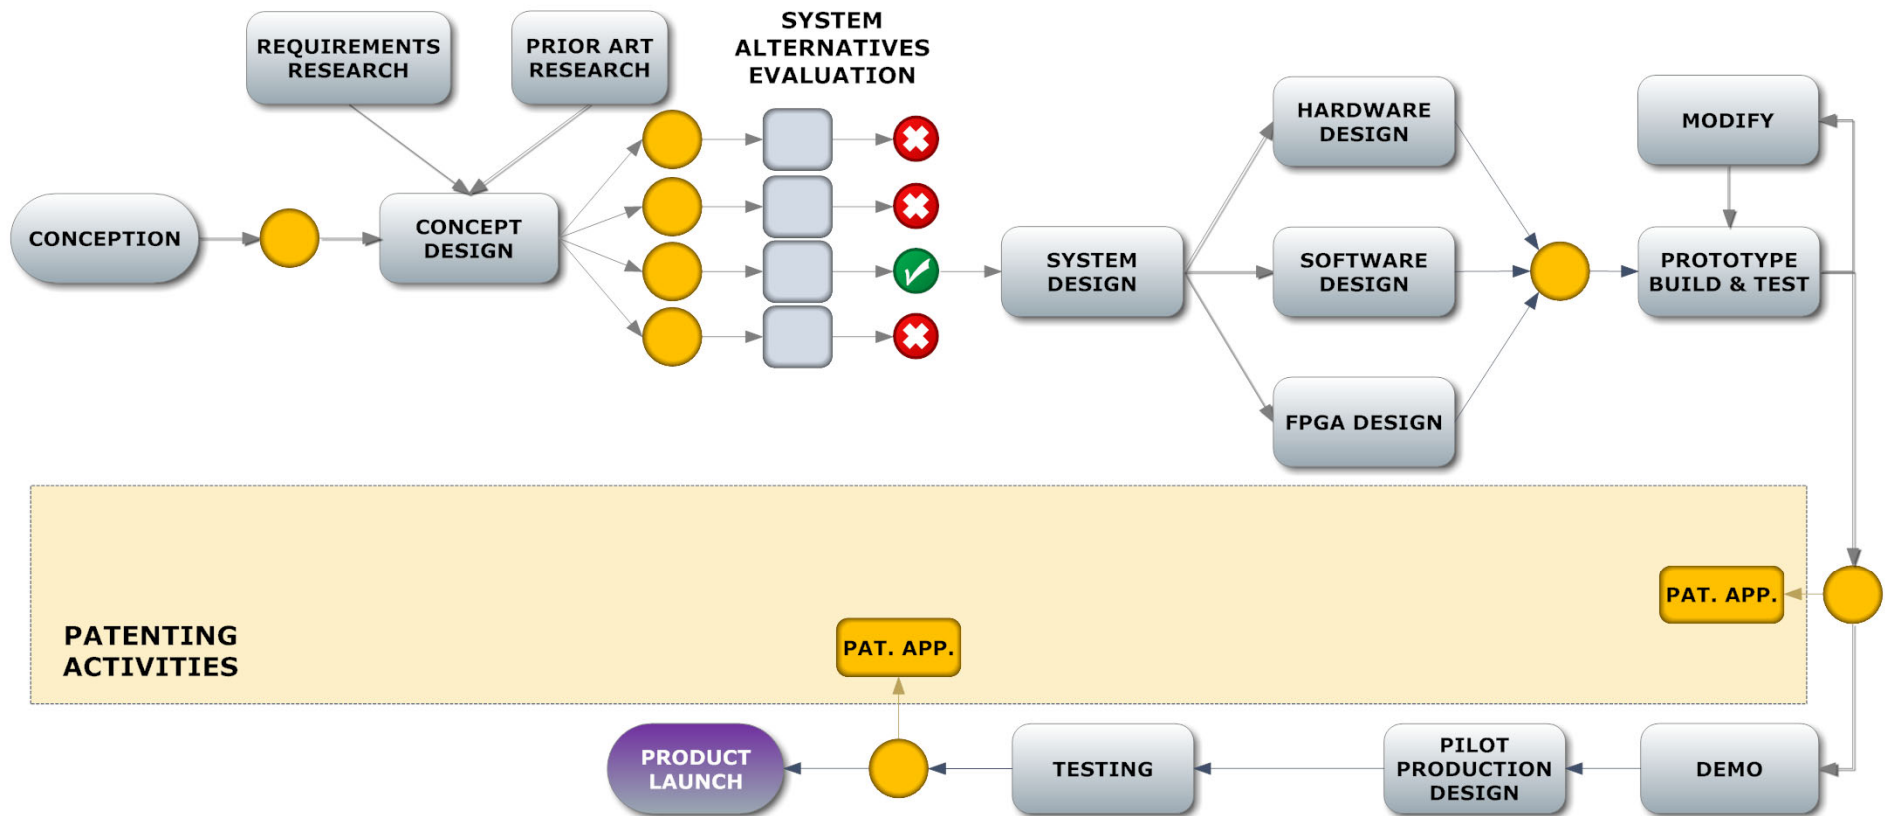 REQUIREMENTS
RESEARCH
PRIOR ART
RESEARCH
SYSTEM
ALTERNATIVES
EVALUATION
CONCEPTION
CONCEPT
DESIGN
SYSTEM
DESIGN
HARDWARE
DESIGN
SOFTWARE
DESIGN
FPGA DESIGN
MODIFY
PROTOTYPE
BUILD & TEST
PATENTING
ACTIVITIES
PAT. APP.
PAT. APP.
PRODUCT
LAUNCH
TESTING
PILOT
PRODUCTION
DESIGN
DEMO